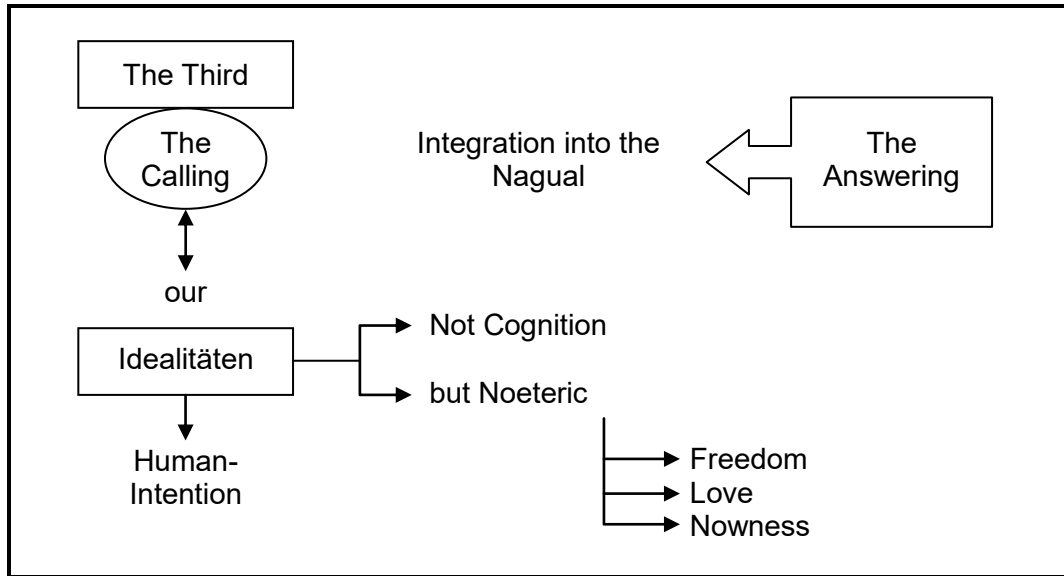 The Third
The
Calling
Integration into the
Nagual
The
Answering
our
Idealitäten
Not Cognition
but Noeteric
Human-
Intention
Freedom
Love
Nowness